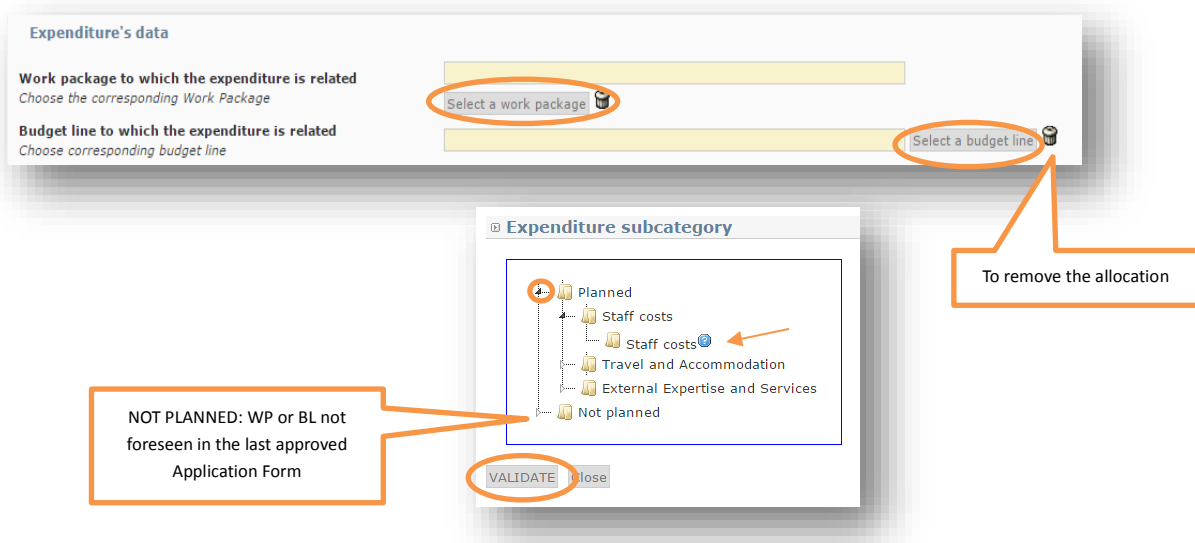 Expenditure's data
Work package to which the expenditure is related
Choose the corresponding Work Package
Select a work package
Budget line to which the expenditure is related
Choose corresponding budget line
Select a budget line
To remove the allocation
Expenditure subcategory
Planned
Staff costs
Staff costs
Travel and Accommodation
External Expertise and Services
Not planned
NOT PLANNED: WP or BL not
foreseen in the last approved
Application Form
VALIDATE
Close